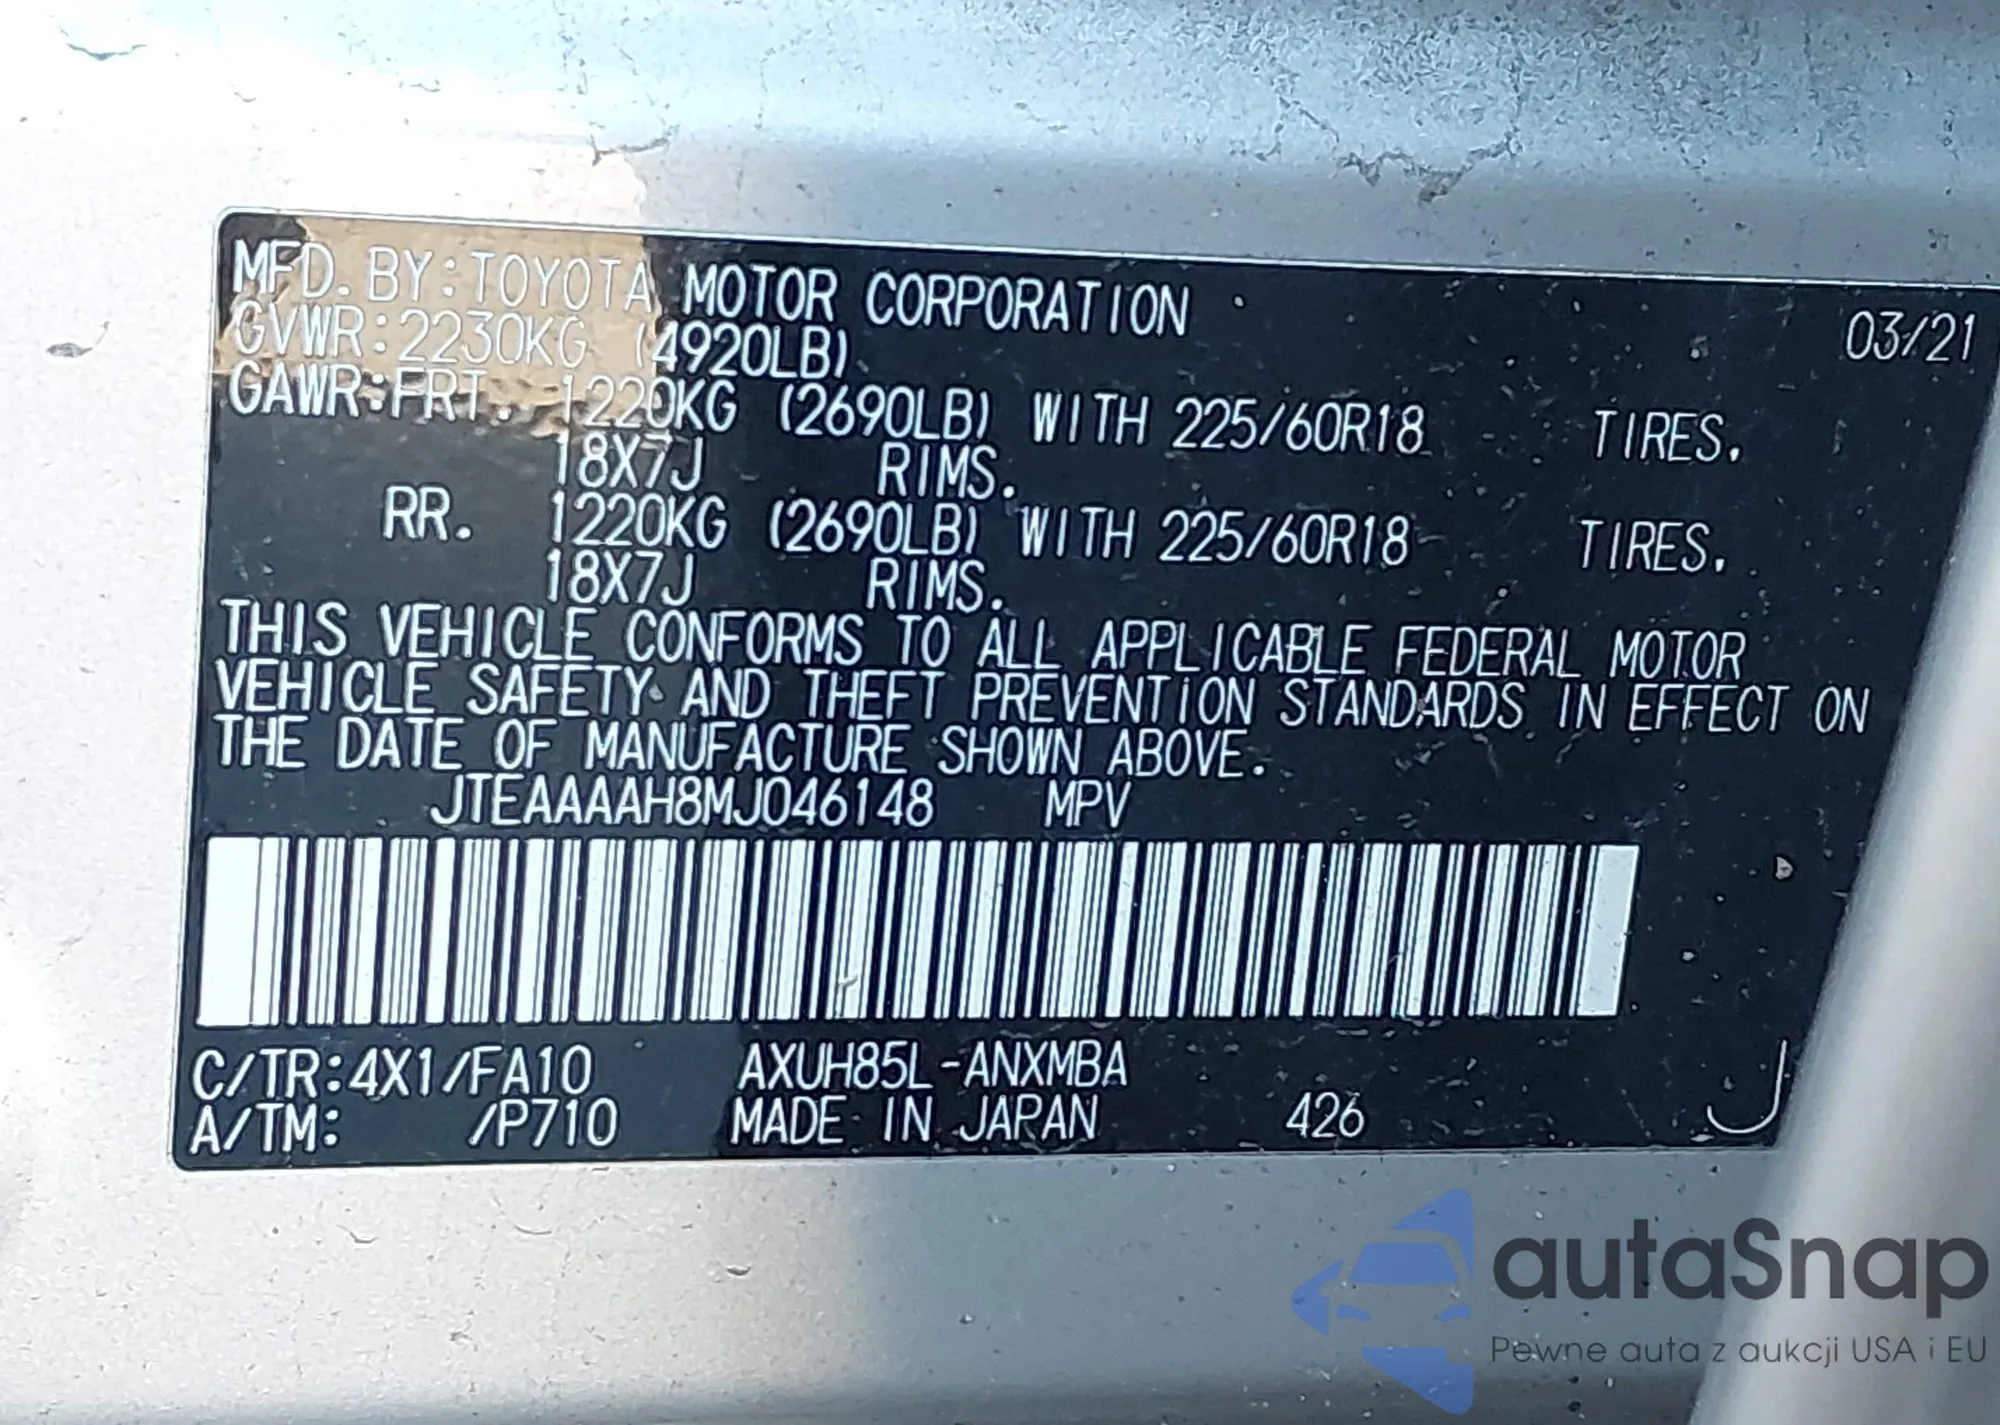 MFD. BY:TOYOTA MOTOR CORPORATION 03/21
GVWR:2230KG (4920LB)
GAWR:FRT. 1220KG (2690LB) WITH 225/60R18 TIRES.
18X7J RIMS.
RR. 1220KG (2690LB) WITH 225/60R18 TIRES.
18X7J RIMS.
THIS VEHICLE CONFORMS TO ALL APPLICABLE FEDERAL MOTOR
VEHICLE SAFETY AND THEFT PREVENTION STANDARDS IN EFFECT ON
THE DATE OF MANUFACTURE SHOWN ABOVE.
JTEAAAAH8MJ046148 MPV
C/TR:4X1/FA10 AXUH85L-ANXMBA
A/TM: /P710 MADE IN JAPAN 426 J
autaSnap
Pewne auta z aukcji USA i EU